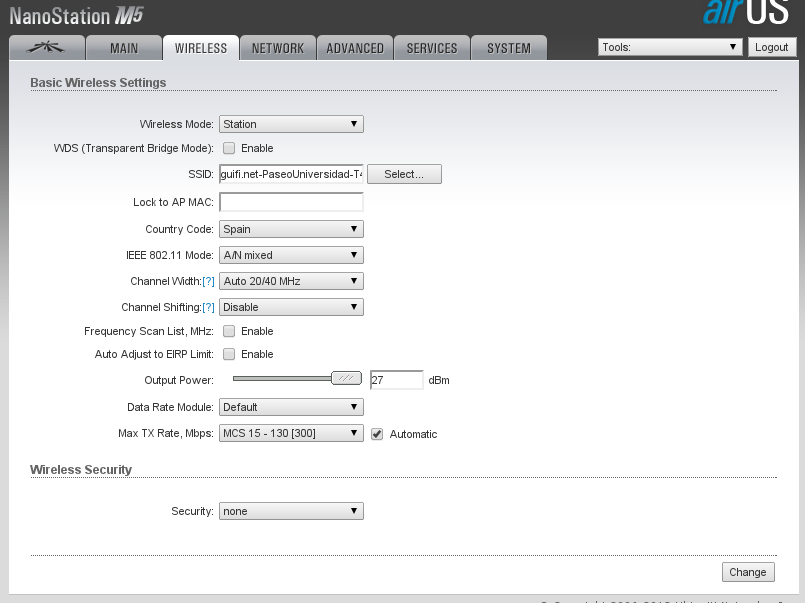 NanoStation M5
air US
MAIN WIRELESS NETWORK ADVANCED SERVICES SYSTEM Tools: Logout
Basic Wireless Settings
Wireless Mode: Station
WDS (Transparent Bridge Mode): Enable
SSID: guifi.net-PaseoUniversidad-T4 Select...
Lock to AP MAC:
Country Code: Spain
IEEE 802.11 Mode: A/N mixed
Channel Width:[?] Auto 20/40 MHz
Channel Shifting:[?] Disable
Frequency Scan List, MHz: Enable
Auto Adjust to EIRP Limit: Enable
Output Power: 27 dBm
Data Rate Module: Default
Max TX Rate, Mbps: MCS 15 - 130 [300] Automatic
Wireless Security
Security: none
Change